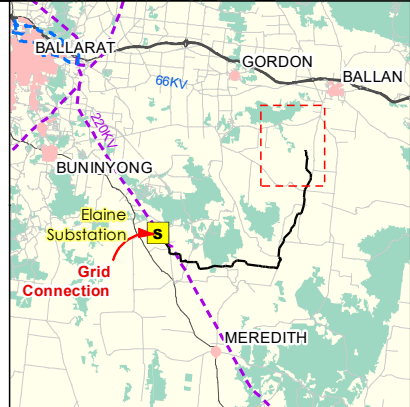 BALLARAT
GORDON
66KV
BALLAN
220KV
BUNINYONG
Elaine
Substation
S
Grid
Connection
MEREDITH